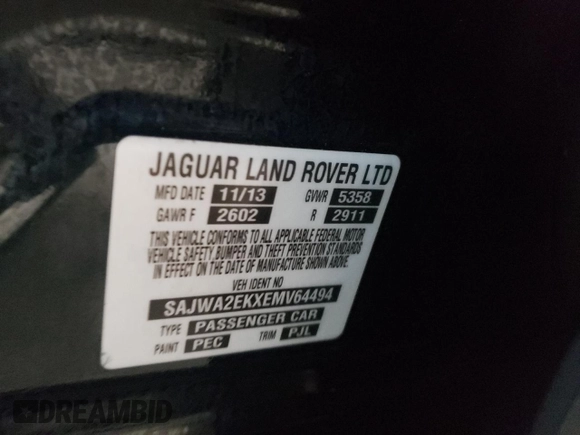 JAGUAR LAND ROVER LTD
MFD DATE 11/13 GVWR 5358
GAWR F 2602 R 2911
THIS VEHICLE CONFORMS TO ALL APPLICABLE FEDERAL MOTOR
VEHICLE SAFETY, BUMPER AND THEFT PREVENTION STANDARDS
IN EFFECT ON THE DATE OF MANUFACTURE SHOWN ABOVE.
VEH IDENT NO
SAJWA2EKXEMV64494
TYPE PASSENGER CAR
PAINT PEC TRIM PJL
DREAMBID